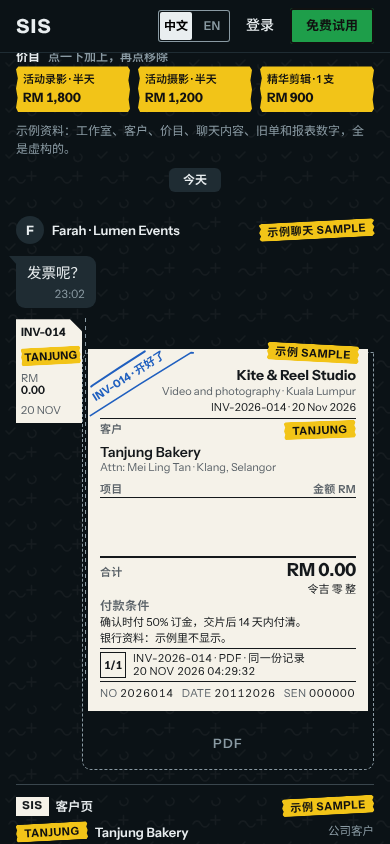 SIS
中文
EN
登录
免费试用
价目 点一下加上，再点移除
活动录影·半天
RM 1,800
活动摄影·半天
RM 1,200
精华剪辑·1支
RM 900
示例资料：工作室、客户、价目、聊天内容、旧单和报表数字，全
是虚构的。
今天
F
Farah·Lumen Events
示例聊天 SAMPLE
发票呢？
23:02
INV-014
TANJUNG
RM
0.00
20 NOV
INV-014·开好了
示例 SAMPLE
Kite & Reel Studio
Video and photography·Kuala Lumpur
INV-2026-014·20 Nov 2026
客户
TANJUNG
Tanjung Bakery
Attn: Mei Ling Tan·Klang, Selangor
项目
金额 RM
合计
RM 0.00
令吉 零 整
付款条件
确认时付 50% 订金，交片后 14 天内付清。
银行资料：示例里不显示。
1/1
INV-2026-014·PDF·同一份记录
20 NOV 2026 04:29:32
NO 2026014 DATE 20112026 SEN 000000
PDF
SIS
客户页
示例 SAMPLE
TANJUNG
Tanjung Bakery
公司客户